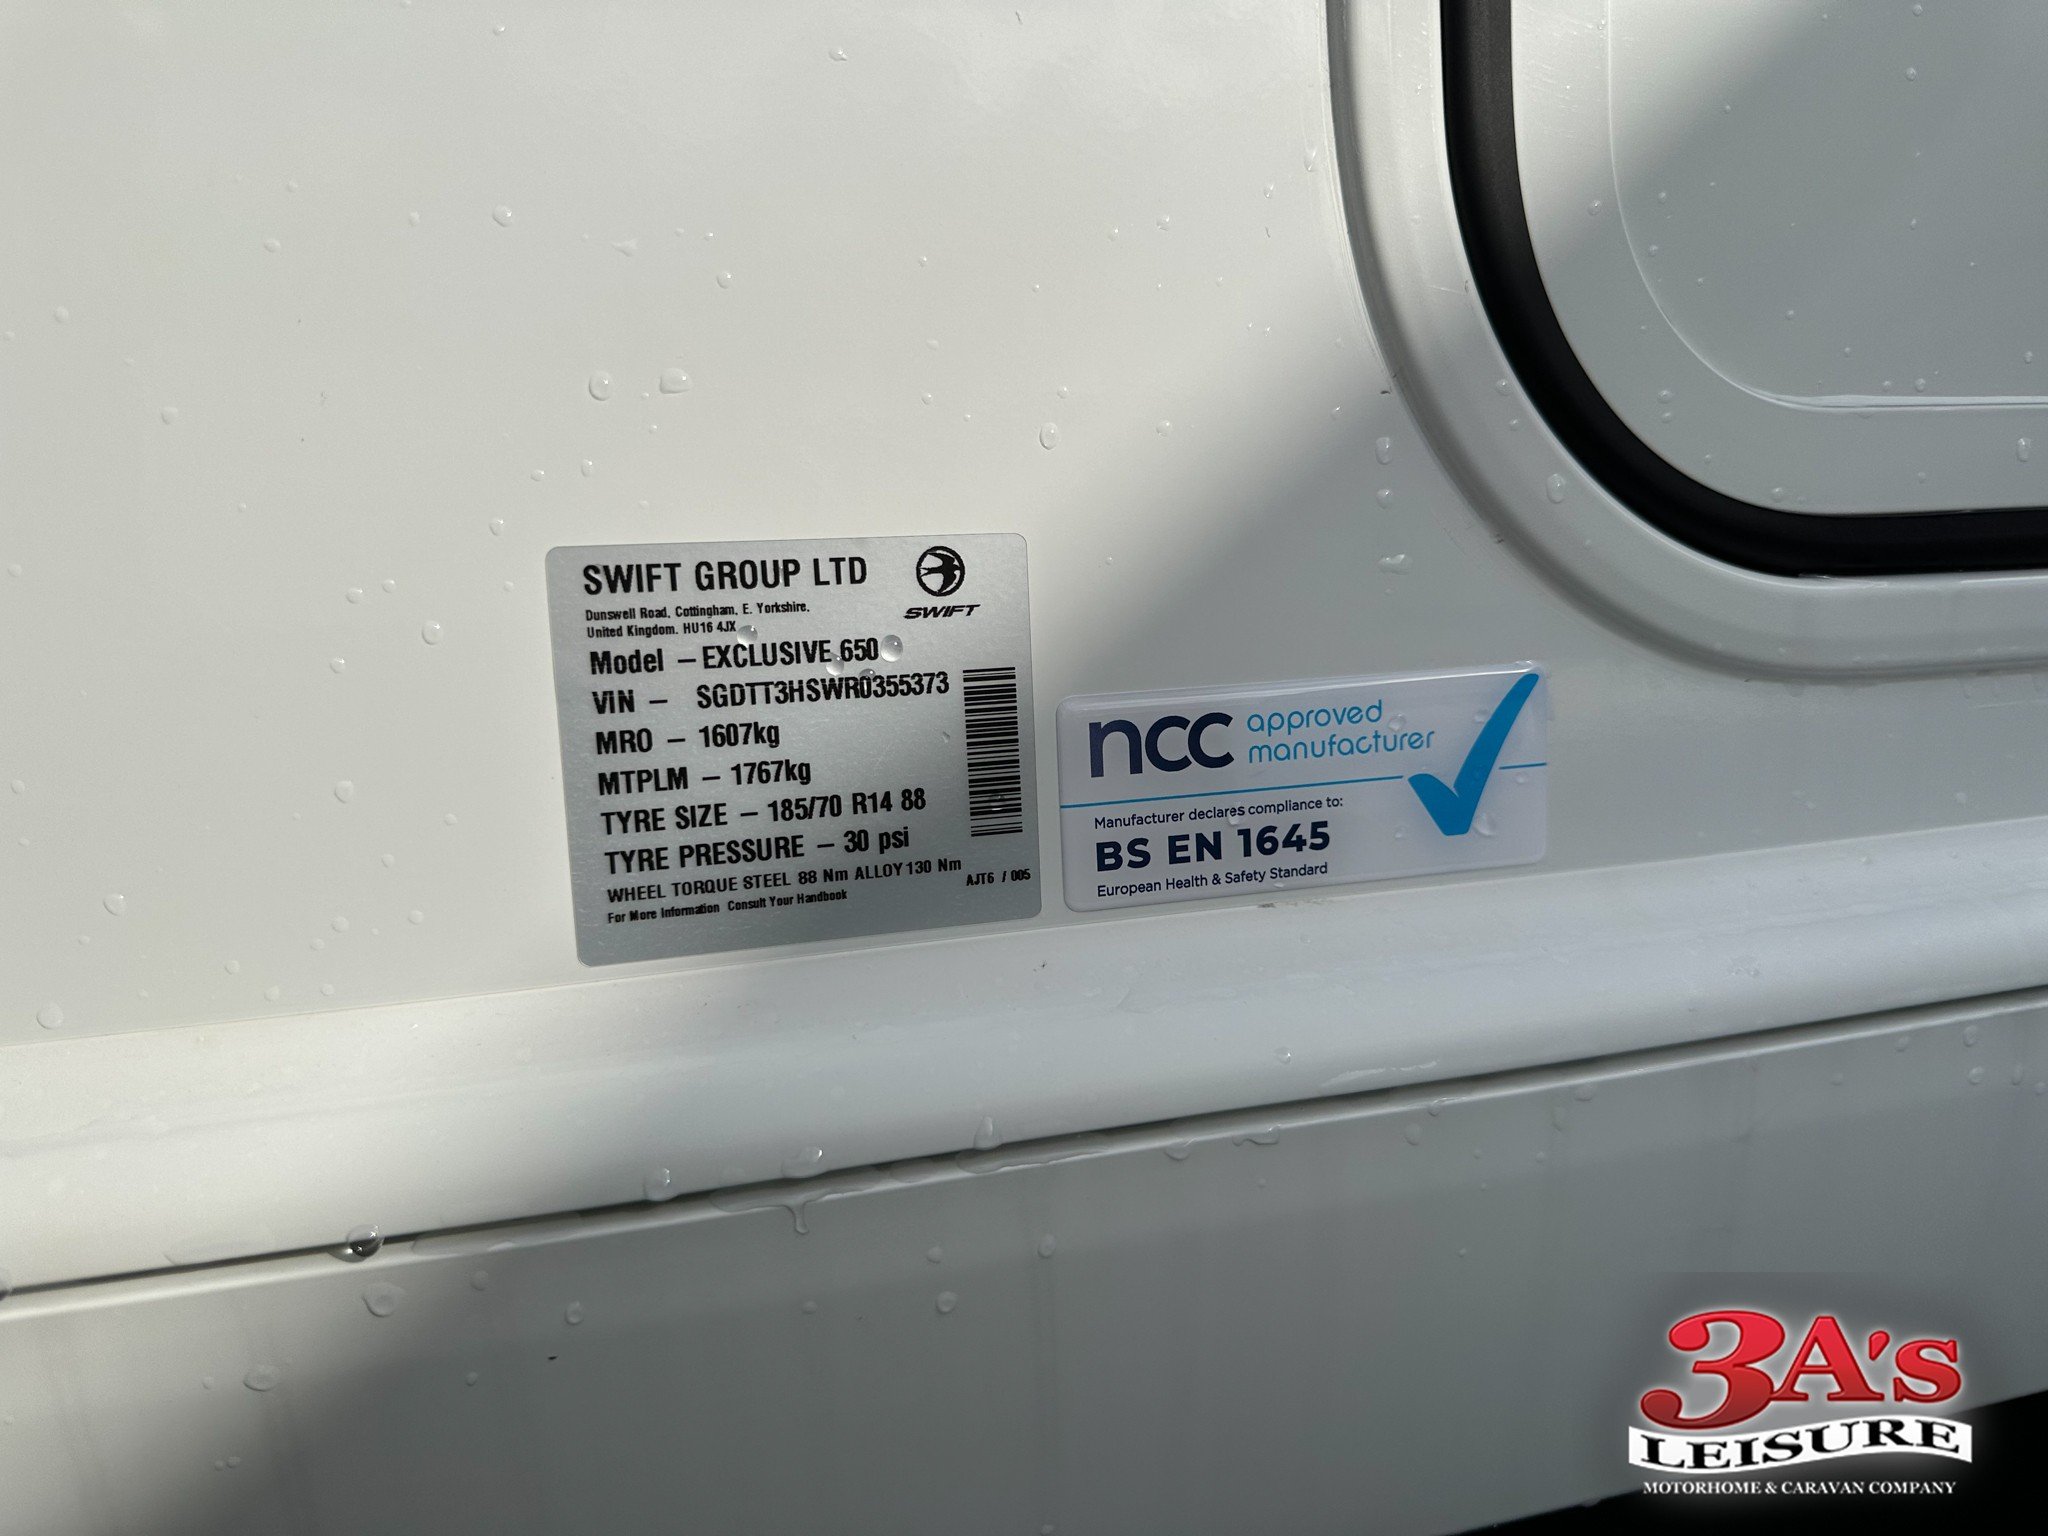 SWIFT GROUP LTD
SWIFT
Dunswell Road, Cottingham, E. Yorkshire,
United Kingdom. HU16 4JX
Model – EXCLUSIVE 650
VIN – SGDTT3HSWR0355373
MRO – 1607kg
MTPLM – 1767kg
TYRE SIZE – 185/70 R14 88
TYRE PRESSURE – 30 psi
WHEEL TORQUE STEEL 88 Nm ALLOY 130 Nm
For More Information Consult Your Handbook
AJT6 / 005
ncc approved
manufacturer
Manufacturer declares compliance to:
BS EN 1645
European Health & Safety Standard
3A's
LEISURE
MOTORHOME & CARAVAN COMPANY